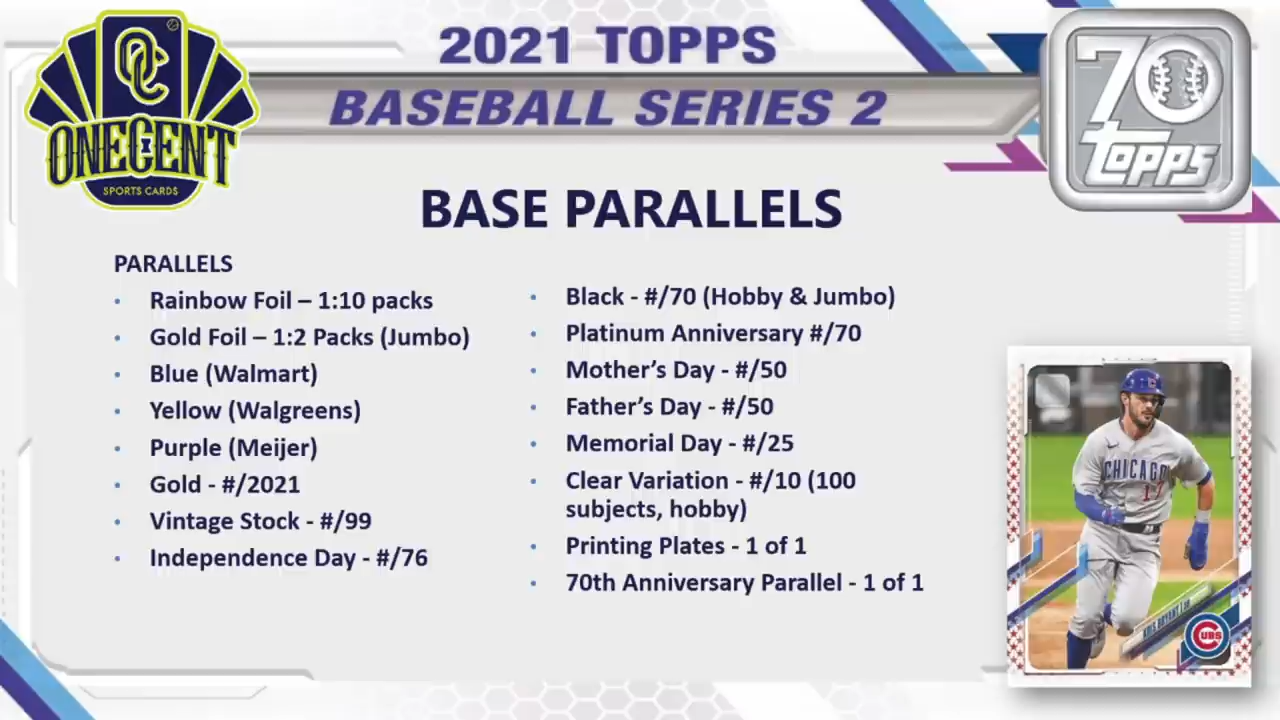 OC
ONECENT
SPORTS CARDS
2021 TOPPS
BASEBALL SERIES 2
70
topps
BASE PARALLELS
PARALLELS
• Rainbow Foil – 1:10 packs
• Gold Foil – 1:2 Packs (Jumbo)
• Blue (Walmart)
• Yellow (Walgreens)
• Purple (Meijer)
• Gold - #/2021
• Vintage Stock - #/99
• Independence Day - #/76
• Black - #/70 (Hobby & Jumbo)
• Platinum Anniversary #/70
• Mother’s Day - #/50
• Father’s Day - #/50
• Memorial Day - #/25
• Clear Variation - #/10 (100
subjects, hobby)
• Printing Plates - 1 of 1
• 70th Anniversary Parallel - 1 of 1
CHICAGO
17
KRIS BRYANT
CUBS